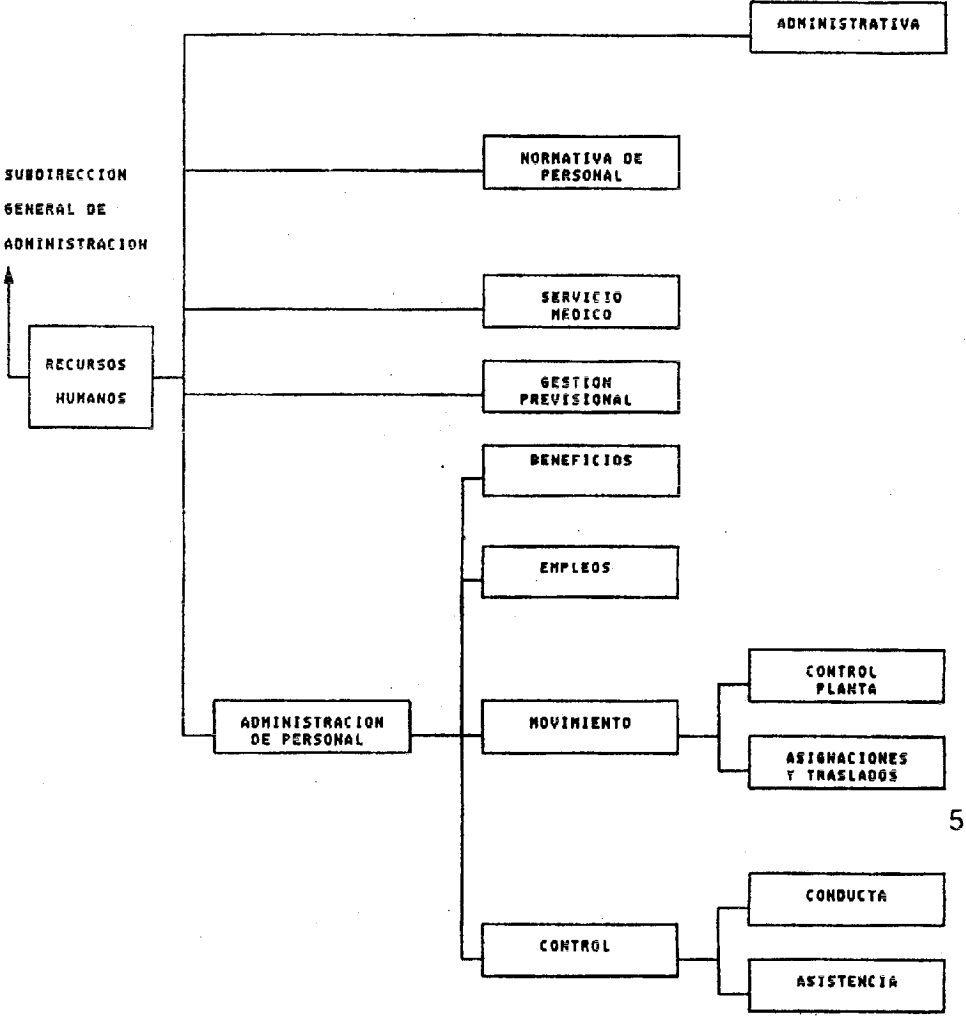 ADMINISTRATIVA
NORMATIVA DE
PERSONAL
SUBDIRECCION
GENERAL DE
ADMINISTRACION
SERVICIO
MEDICO
RECURSOS
HUMANOS
GESTION
PREVISIONAL
BENEFICIOS
EMPLEOS
CONTROL
PLANTA
ADMINISTRACION
DE PERSONAL
MOVIMIENTO
ASIGNACIONES
Y TRASLADOS
5
CONDUCTA
CONTROL
ASISTENCIA